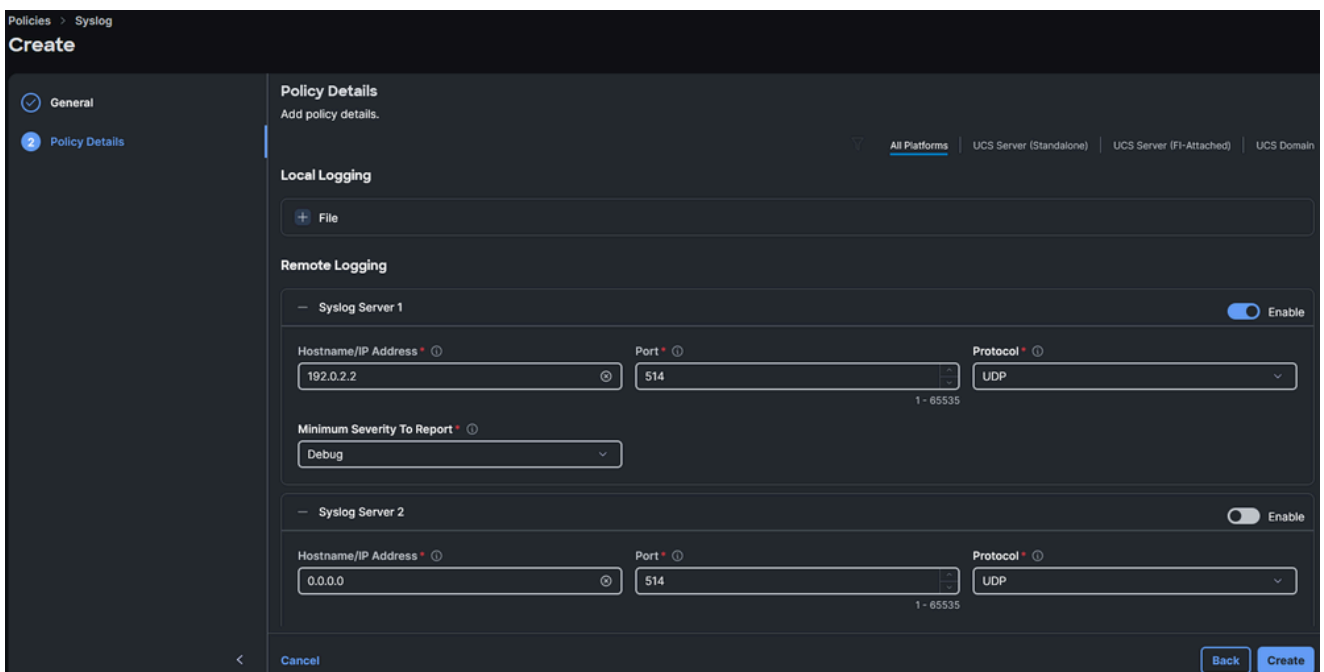 Policies > Syslog
Create
General
2 Policy Details
Policy Details
Add policy details.
All Platforms | UCS Server (Standalone) | UCS Server (FI-Attached) | UCS Domain
Local Logging
+ File
Remote Logging
— Syslog Server 1
Enable
Hostname/IP Address * Port * Protocol *
192.0.2.2 514 UDP
1 - 65535
Minimum Severity To Report *
Debug
— Syslog Server 2
Enable
Hostname/IP Address * Port * Protocol *
0.0.0.0 514 UDP
1 - 65535
< Cancel Back Create